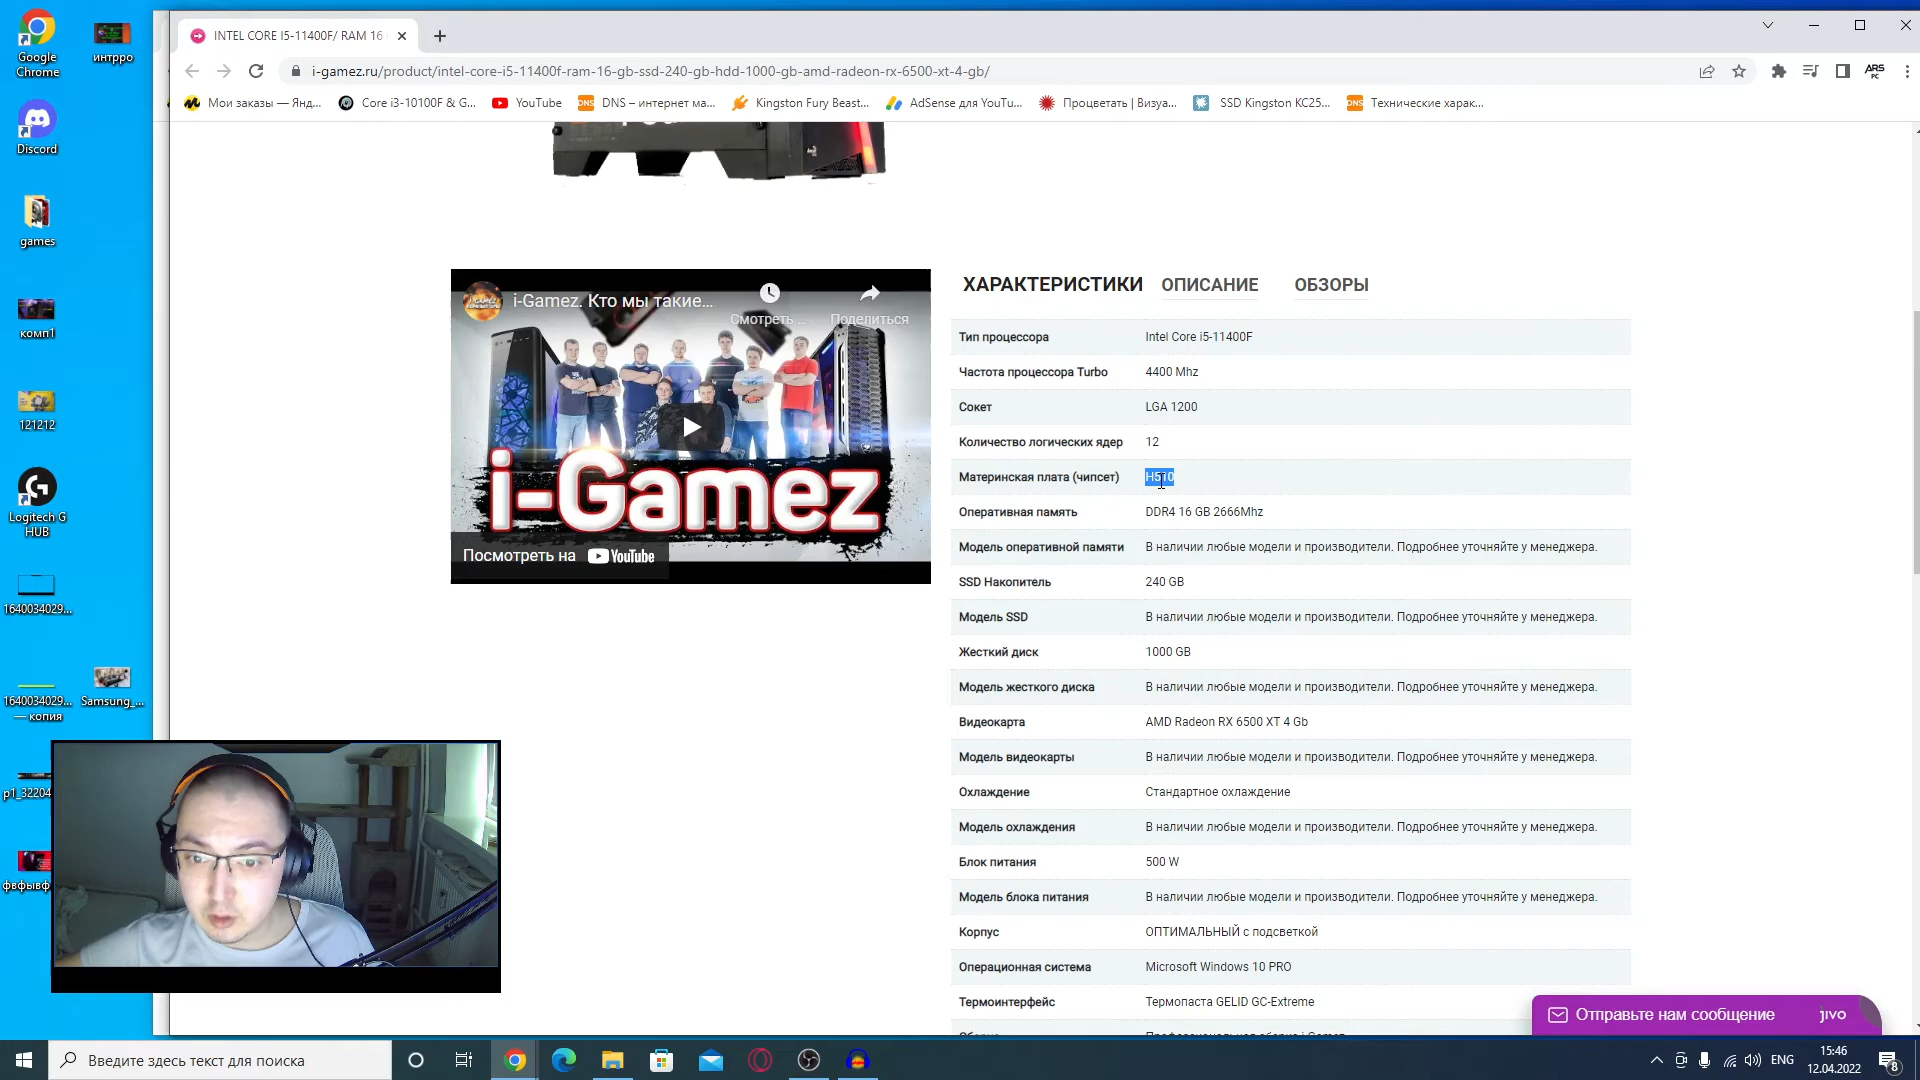 Google Chrome
интрро
Discord
games
комп1
121212
Logitech G HUB
1640034029...
1640034029... — копия
Samsung_...
p1_32204
фвфывф
INTEL CORE I5-11400F/ RAM 16
i-gamez.ru/product/intel-core-i5-11400f-ram-16-gb-ssd-240-gb-hdd-1000-gb-amd-radeon-rx-6500-xt-4-gb/
ARS PC
Мои заказы — Янд...
Core i3-10100F & G...
YouTube
DNS – интернет ма...
Kingston Fury Beast...
AdSense для YouTu...
Процветать | Визуа...
SSD Kingston KC25...
Технические харак...
i-Gamez. Кто мы такие...
Смотреть ...
Поделиться
i-Gamez
Посмотреть на YouTube
ХАРАКТЕРИСТИКИ ОПИСАНИЕ ОБЗОРЫ
Тип процессора Intel Core i5-11400F
Частота процессора Turbo 4400 Mhz
Сокет LGA 1200
Количество логических ядер 12
Материнская плата (чипсет) H510
Оперативная память DDR4 16 GB 2666Mhz
Модель оперативной памяти В наличии любые модели и производители. Подробнее уточняйте у менеджера.
SSD Накопитель 240 GB
Модель SSD В наличии любые модели и производители. Подробнее уточняйте у менеджера.
Жесткий диск 1000 GB
Модель жесткого диска В наличии любые модели и производители. Подробнее уточняйте у менеджера.
Видеокарта AMD Radeon RX 6500 XT 4 Gb
Модель видеокарты В наличии любые модели и производители. Подробнее уточняйте у менеджера.
Охлаждение Стандартное охлаждение
Модель охлаждения В наличии любые модели и производители. Подробнее уточняйте у менеджера.
Блок питания 500 W
Модель блока питания В наличии любые модели и производители. Подробнее уточняйте у менеджера.
Корпус ОПТИМАЛЬНЫЙ с подсветкой
Операционная система Microsoft Windows 10 PRO
Термоинтерфейс Термопаста GELID GC-Extreme
Отправьте нам сообщение jivo
Введите здесь текст для поиска
ENG
15:46
12.04.2022
8